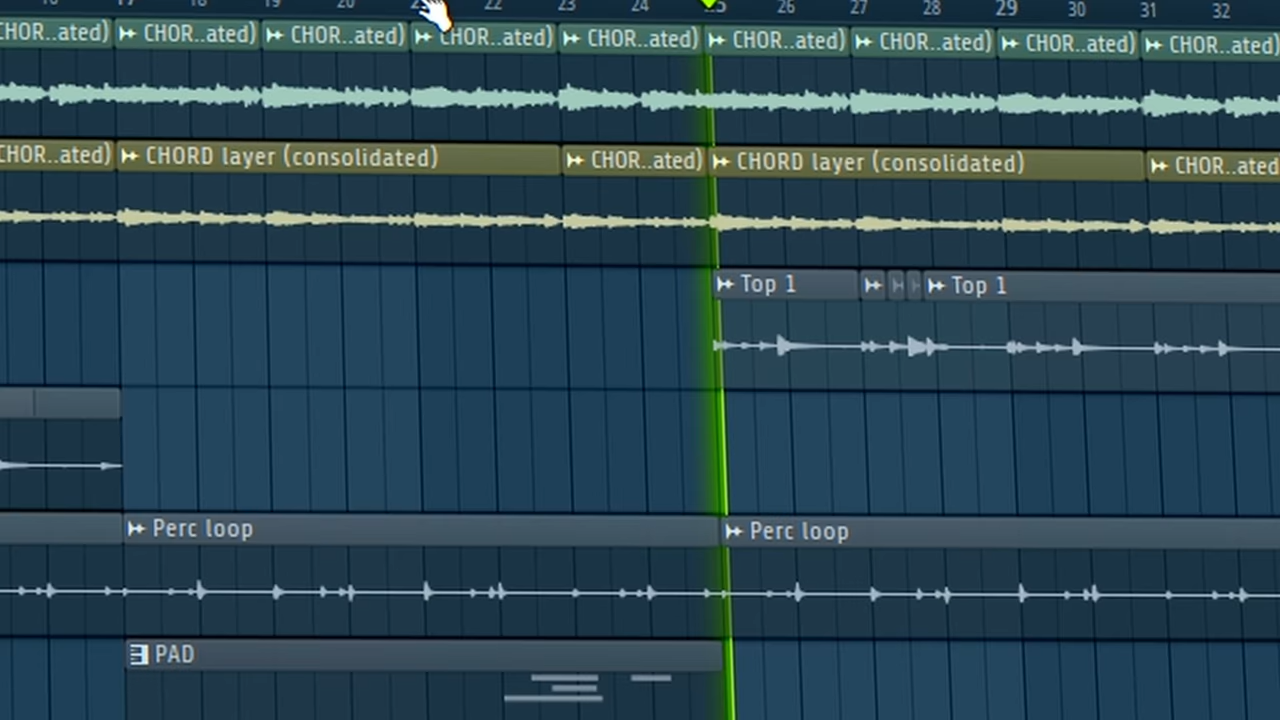 17 18 20 22 23 24 25 26 27 28 29 30 31 32
CHOR..ated) CHOR..ated) CHOR..ated) CHOR..ated) CHOR..ated) CHOR..ated) CHOR..ated) CHOR..ated) CHOR..ated)
CHOR..ated) CHORD layer (consolidated) CHOR..ated) CHORD layer (consolidated) CHOR..ated
Top 1 Top 1
Perc loop Perc loop
PAD